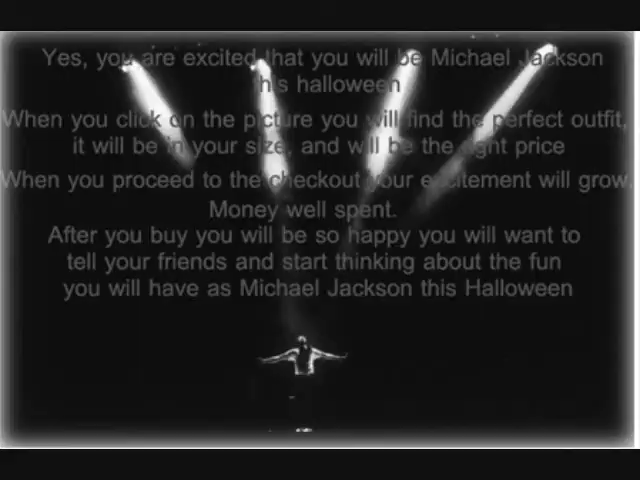 Yes, you are excited that you will be Michael Jackson
his halloween
When you click on the picture you will find the perfect outfit,
it will be in your size, and will be the right price
When you proceed to the checkout your excitement will grow.
Money well spent.
After you buy you will be so happy you will want to
tell your friends and start thinking about the fun
you will have as Michael Jackson this Halloween